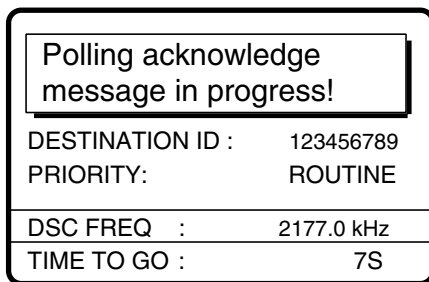 Polling acknowledge
message in progress!
DESTINATION ID : 123456789
PRIORITY: ROUTINE
DSC FREQ : 2177.0 kHz
TIME TO GO : 7S